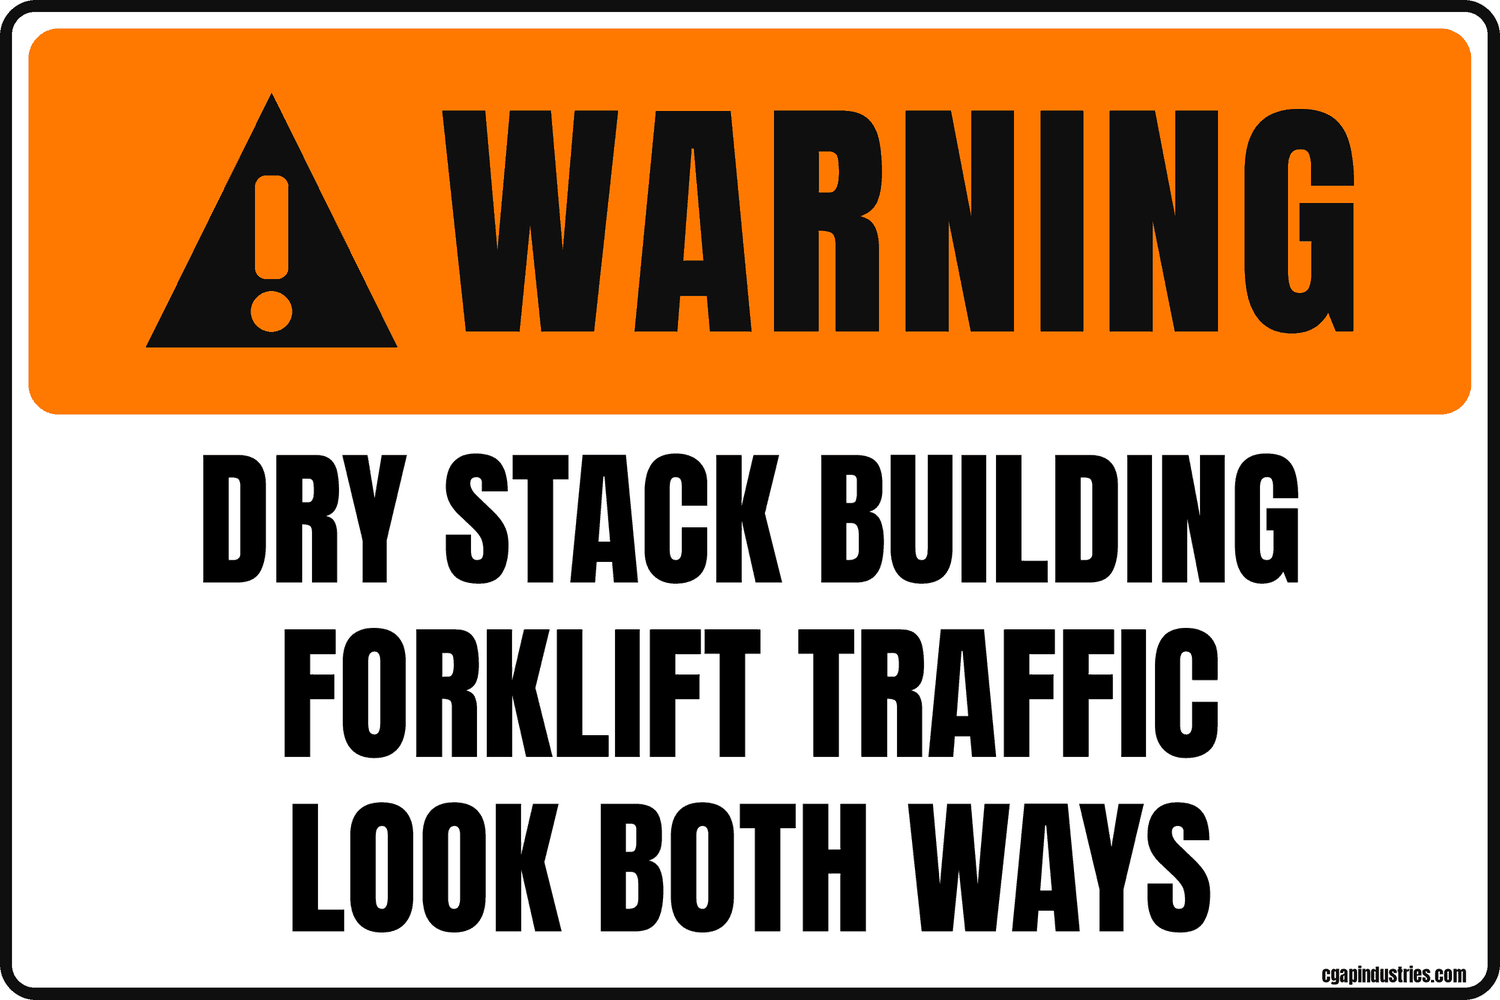 WARNING
DRY STACK BUILDING
FORKLIFT TRAFFIC
LOOK BOTH WAYS
cgapindustries.com